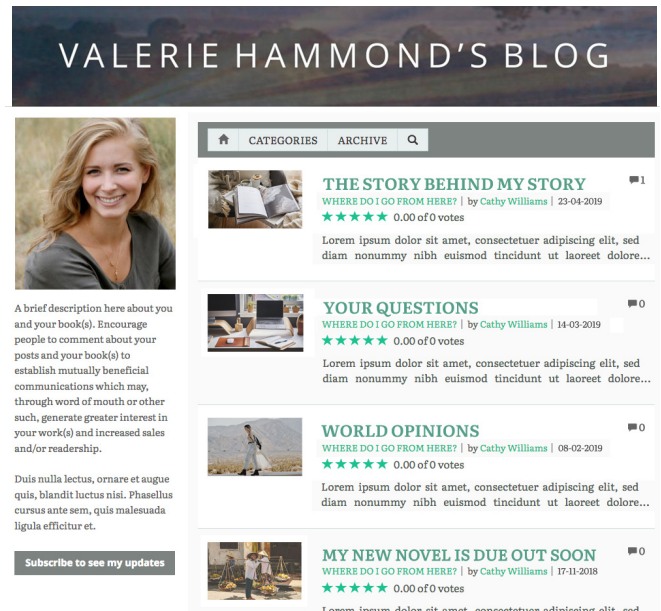 VALERIE HAMMOND'S BLOG
A brief description here about you
and your book(s). Encourage
people to comment about your
posts and your book(s) to
establish mutually beneficial
communications which may,
through word of mouth or other
such, generate greater interest in
your work(s) and increased sales
and/or readership.
Duis nulla lectus, ornare et augue
quis, blandit luctus nisi. Phasellus
cursus ante sem, quis malesuada
ligula efficitur et.
Subscribe to see my updates
CATEGORIES ARCHIVE
THE STORY BEHIND MY STORY 1
WHERE DO I GO FROM HERE? | by Cathy Williams | 23-04-2019
★★★★★ 0.00 of 0 votes
Lorem ipsum dolor sit amet, consectetuer adipiscing elit, sed
diam nonummy nibh euismod tincidunt ut laoreet dolore...
YOUR QUESTIONS 0
WHERE DO I GO FROM HERE? | by Cathy Williams | 14-03-2019
★★★★★ 0.00 of 0 votes
Lorem ipsum dolor sit amet, consectetuer adipiscing elit, sed
diam nonummy nibh euismod tincidunt ut laoreet dolore...
WORLD OPINIONS 0
WHERE DO I GO FROM HERE? | by Cathy Williams | 08-02-2019
★★★★★ 0.00 of 0 votes
Lorem ipsum dolor sit amet, consectetuer adipiscing elit, sed
diam nonummy nibh euismod tincidunt ut laoreet dolore...
MY NEW NOVEL IS DUE OUT SOON 0
WHERE DO I GO FROM HERE? | by Cathy Williams | 17-11-2018
★★★★★ 0.00 of 0 votes
Lorem ipsum dolor sit amet, consectetuer adipiscing elit, sed